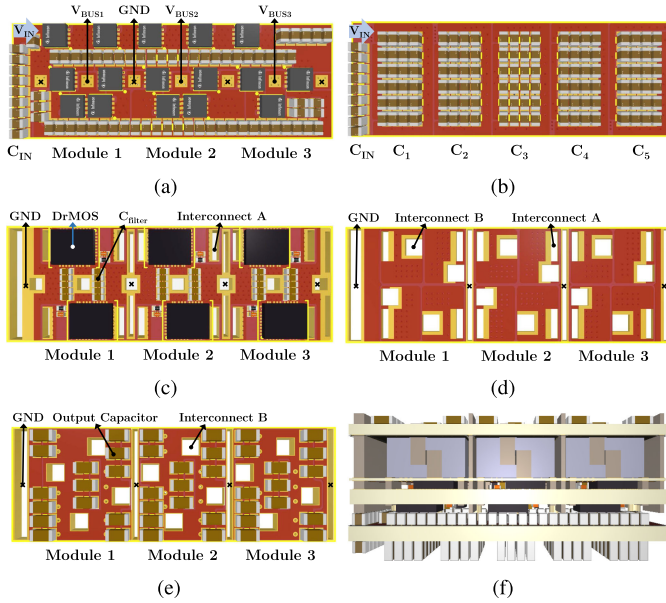 V_BUS1 GND V_BUS2 V_BUS3
V_IN
C_IN Module 1 Module 2 Module 3
(a)
V_IN
C_IN C_1 C_2 C_3 C_4 C_5
(b)
GND DrMOS C_filter Interconnect A
Module 1 Module 2 Module 3
(c)
GND Interconnect B Interconnect A
Module 1 Module 2 Module 3
(d)
GND Output Capacitor Interconnect B
Module 1 Module 2 Module 3
(e)
(f)